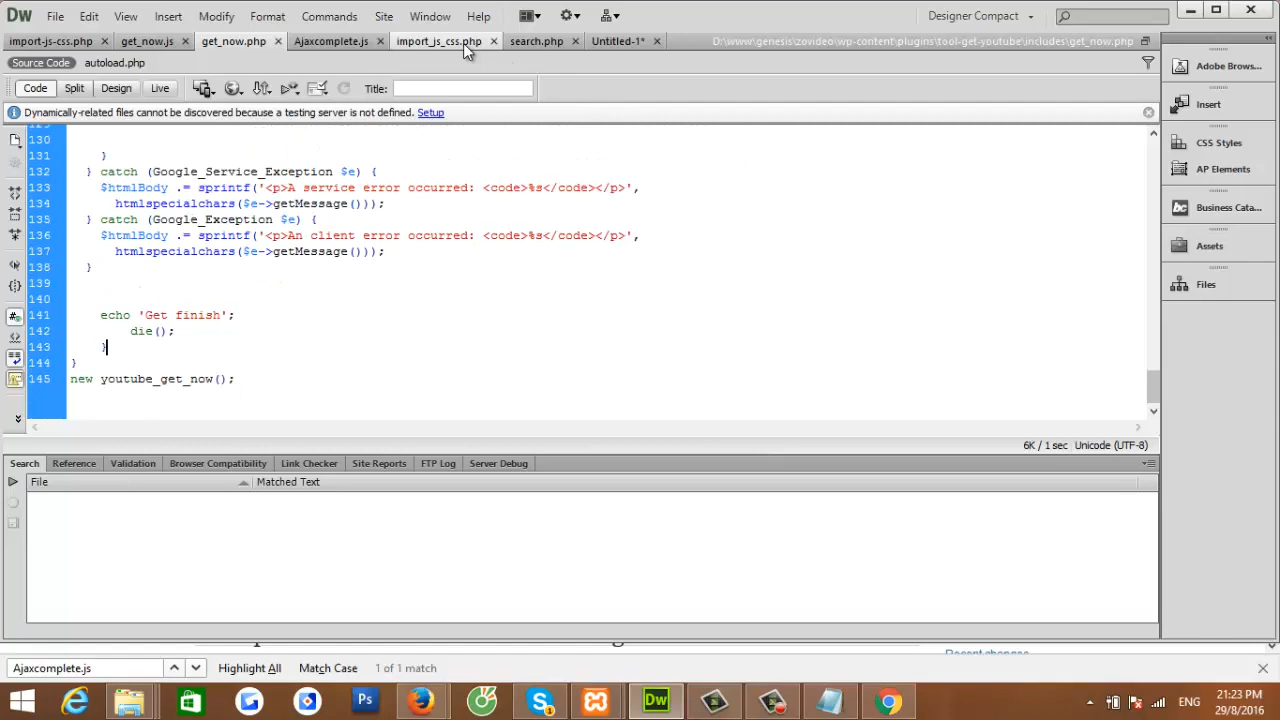 Dw File Edit View Insert Modify Format Commands Site Window Help Designer Compact
import-js-css.php get_now.js get_now.php Ajaxcomplete.js import_js_css.php search.php Untitled-1* D:\www\genesis\zovideo\wp-content\plugins\tool-get-youtube\includes\get_now.php
Source Code autoload.php
Code Split Design Live Title:
Dynamically-related files cannot be discovered because a testing server is not defined. Setup
130
131 }
132 } catch (Google_Service_Exception $e) {
133 $htmlBody .= sprintf('<p>A service error occurred: <code>%s</code></p>',
134 htmlspecialchars($e->getMessage()));
135 } catch (Google_Exception $e) {
136 $htmlBody .= sprintf('<p>An client error occurred: <code>%s</code></p>',
137 htmlspecialchars($e->getMessage()));
138 }
139
140
141 echo 'Get finish';
142 die();
143 }
144 }
145 new youtube_get_now();
6K / 1 sec Unicode (UTF-8)
Search Reference Validation Browser Compatibility Link Checker Site Reports FTP Log Server Debug
File Matched Text
Adobe Brows...
Insert
CSS Styles
AP Elements
Business Cata...
Assets
Files
Recent changes
Ajaxcomplete.js Highlight All Match Case 1 of 1 match
Ps Dw ENG 21:23 PM
29/8/2016